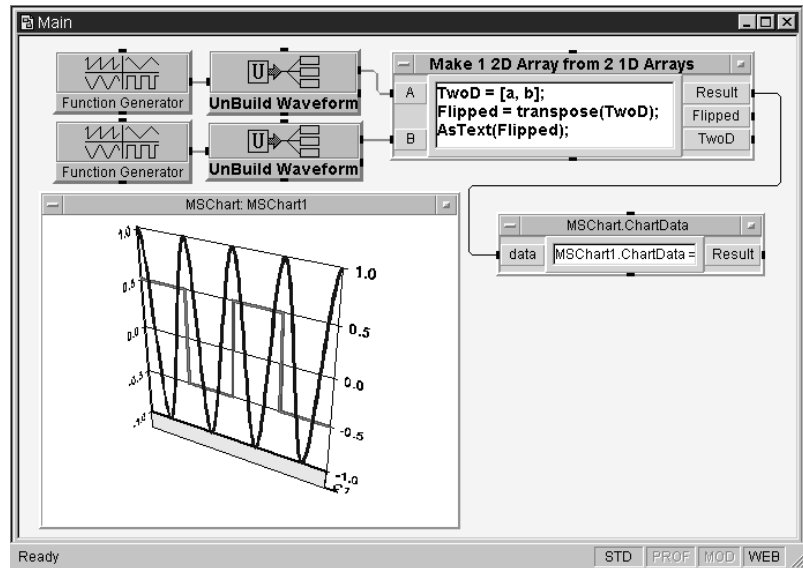 Main
Function Generator
UnBuild Waveform
Function Generator
UnBuild Waveform
Make 1 2D Array from 2 1D Arrays
A
B
TwoD = [a, b];
Flipped = transpose(TwoD);
AsText(Flipped);
Result
Flipped
TwoD
MSChart: MSChart1
1.0
0.5
0.0
-0.5
-1.0
1.0
0.5
0.0
-0.5
-1.0
MSChart.ChartData
data
MSChart1.ChartData =
Result
Ready
STD
PROF
MOD
WEB